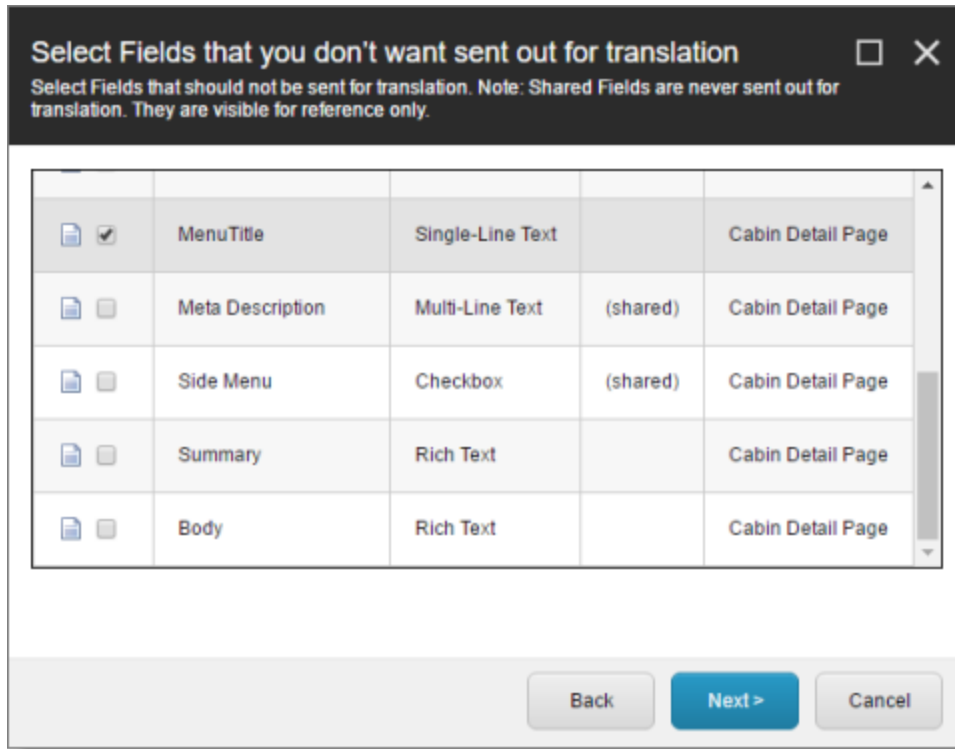 Select Fields that you don't want sent out for translation
Select Fields that should not be sent for translation. Note: Shared Fields are never sent out for
translation. They are visible for reference only.
MenuTitle Single-Line Text Cabin Detail Page
Meta Description Multi-Line Text (shared) Cabin Detail Page
Side Menu Checkbox (shared) Cabin Detail Page
Summary Rich Text Cabin Detail Page
Body Rich Text Cabin Detail Page
Back Next > Cancel